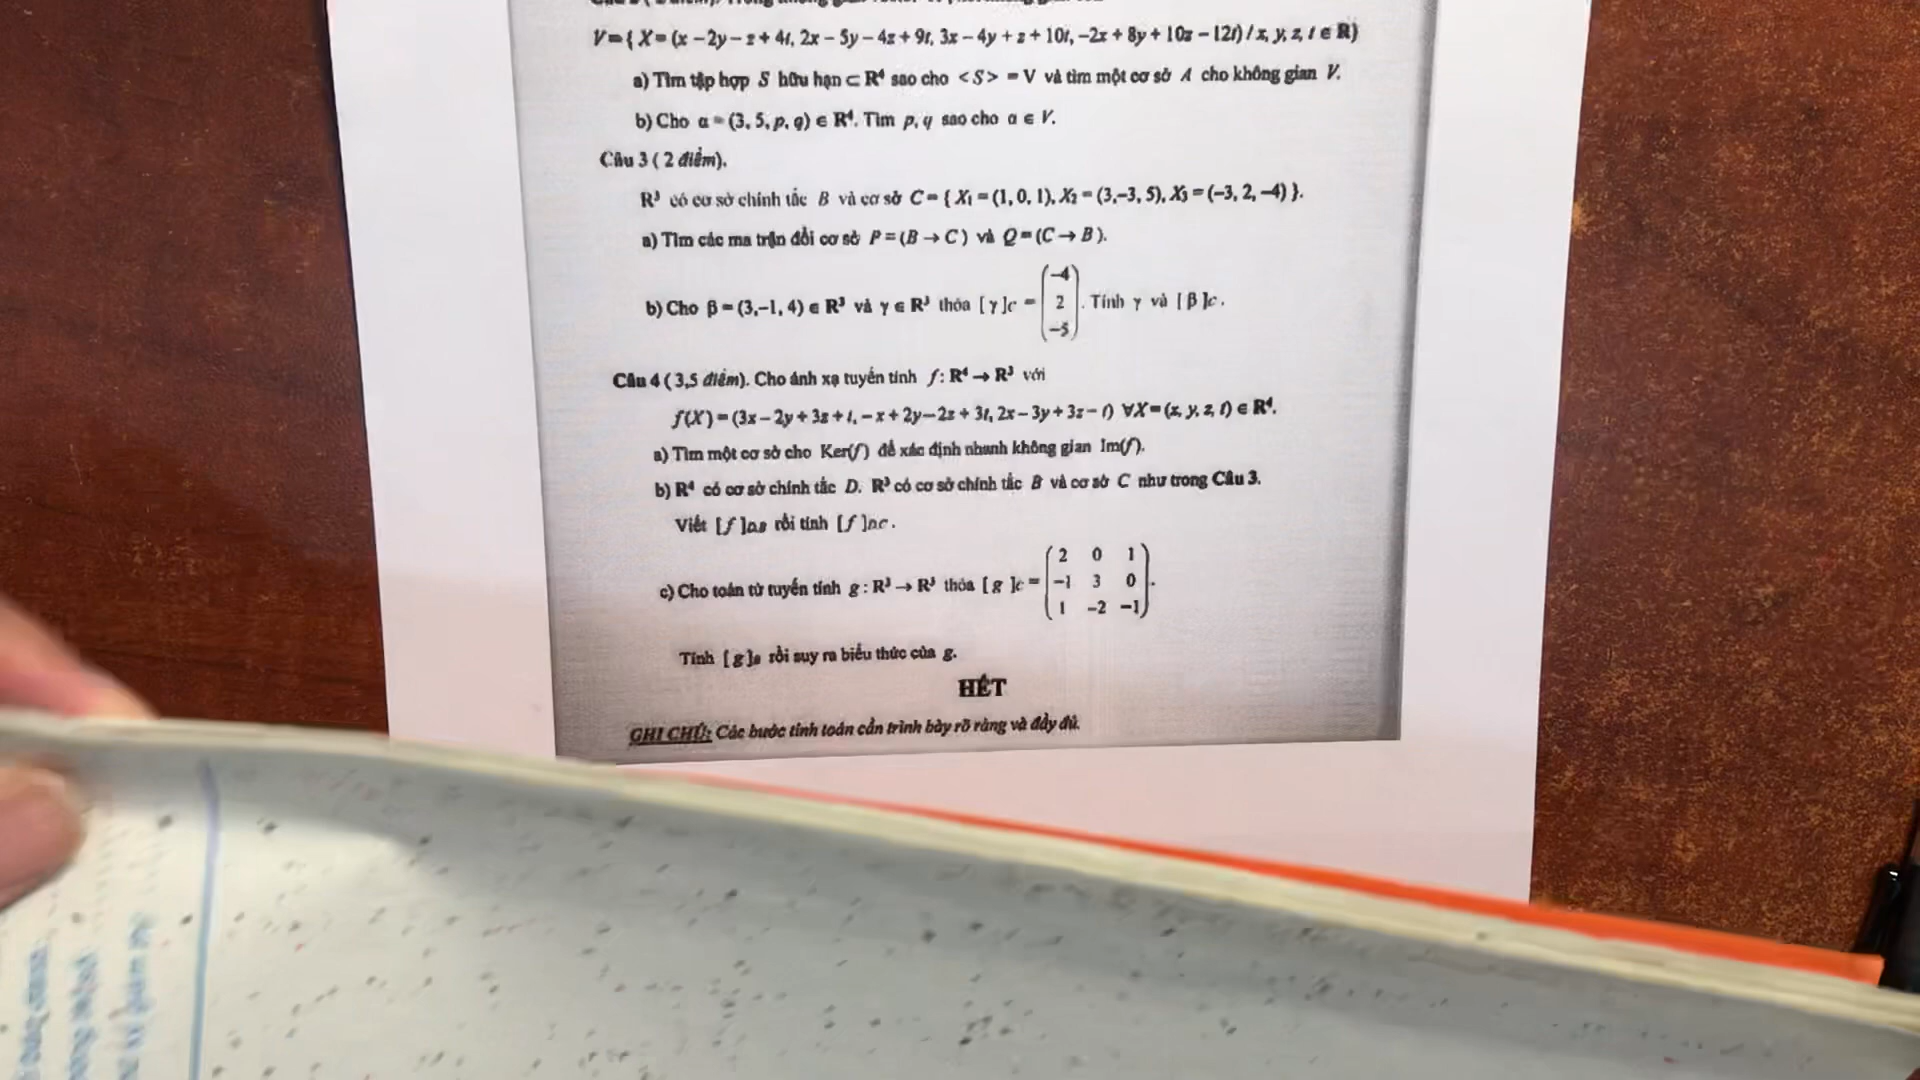 V = { X = (x – 2y – z + 4t, 2x – 5y – 4z + 9t, 3x – 4y + z + 10t, –2x + 8y + 10z – 12t) / x, y, z, t ∈ R}
a) Tìm tập hợp S hữu hạn ⊂ R⁴ sao cho <S> = V và tìm một cơ sở A cho không gian V.
b) Cho α = (3, 5, p, q) ∈ R⁴. Tìm p, q sao cho α ∈ V.
Câu 3 ( 2 điểm).
R³ có cơ sở chính tắc B và cơ sở C = { X₁ = (1, 0, 1), X₂ = (3,–3, 5), X₃ = (–3, 2, –4) }.
a) Tìm các ma trận đổi cơ sở P = (B → C ) và Q = (C → B ).
b) Cho β = (3,–1, 4) ∈ R³ và γ ∈ R³ thỏa [ γ ]c = (–4 2 –5). Tính γ và [ β ]c .
Câu 4 ( 3,5 điểm). Cho ánh xạ tuyến tính f : R⁴ → R³ với
f(X) = (3x – 2y + 3z + t, – x + 2y – 2z + 3t, 2x – 3y + 3z – t) ∀X = (x, y, z, t) ∈ R⁴.
a) Tìm một cơ sở cho Ker(f) để xác định nhanh không gian Im(f).
b) R⁴ có cơ sở chính tắc D. R³ có cơ sở chính tắc B và cơ sở C như trong Câu 3.
Viết [ f ]D,B rồi tính [ f ]D,C .
c) Cho toán tử tuyến tính g : R³ → R³ thỏa [ g ]c = (2 0 1
–1 3 0
1 –2 –1).
Tính [ g ]B rồi suy ra biểu thức của g.
HẾT
GHI CHÚ: Các bước tính toán cần trình bày rõ ràng và đầy đủ.